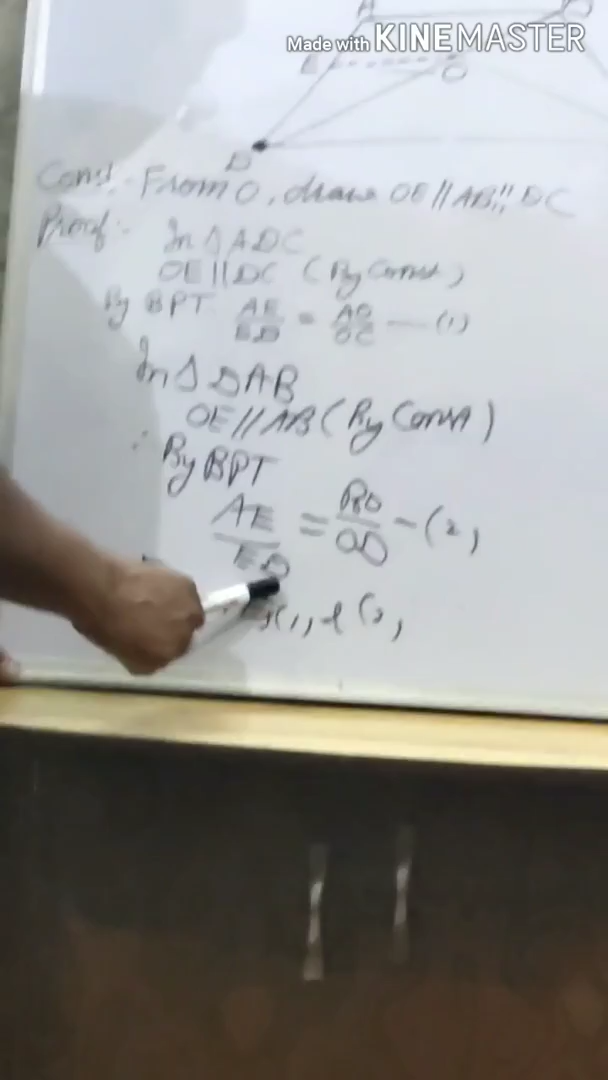 A
Made with KINEMASTER
E O
D
Const:- From O, draw OE || AB || DC
Proof:- In △ ADC
OE || DC (By Const)
By BPT AE/ED = AO/OC — (1)
In △ DAB
OE // AB (By Const)
∴ By BPT
AE/ED = BO/OD - (2)
(1) & (2)